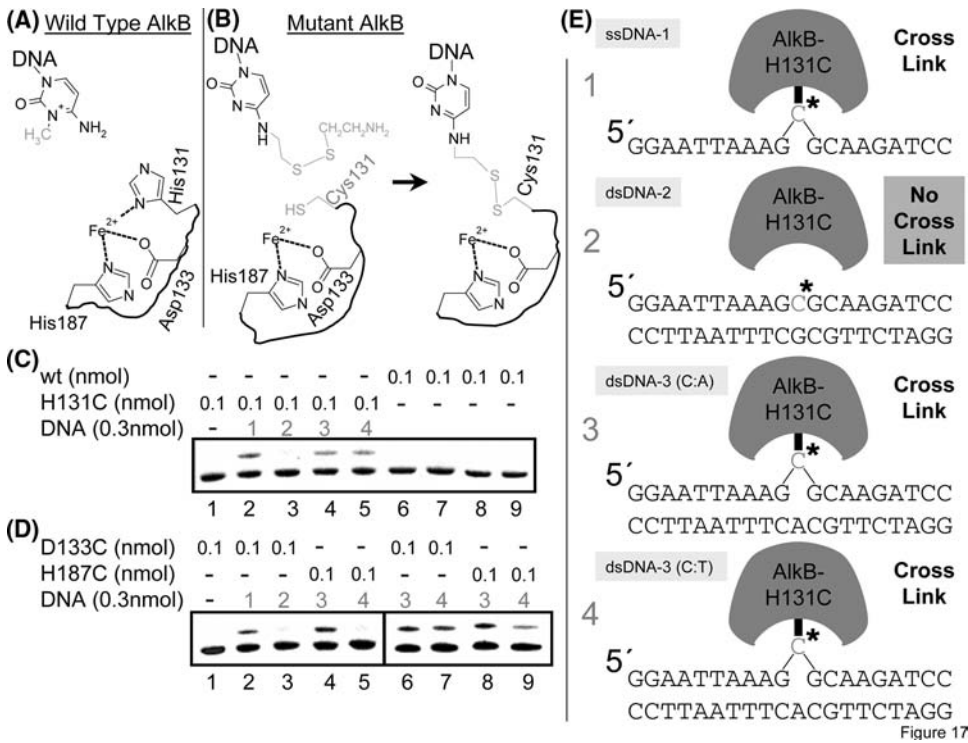 (A) Wild Type AlkB
DNA
N
O
N
+
NH₂
H₃C
N
N
His131
Fe²⁺
O
O
N
N
Asp133
His187
(B) Mutant AlkB
DNA
N
O
N
NH
S
S
CH₂CH₂NH₂
HS
Cys131
Fe²⁺
O
O
N
N
His187
Asp133
DNA
N
O
N
NH
S
S
Cys131
Fe²⁺
O
O
N
N
(C)
wt (nmol) - - - - - 0.1 0.1 0.1 0.1
H131C (nmol) 0.1 0.1 0.1 0.1 0.1 - - - -
DNA (0.3nmol) - 1 2 3 4
1 2 3 4 5 6 7 8 9
(D)
D133C (nmol) 0.1 0.1 0.1 - - 0.1 0.1 - -
H187C (nmol) - - - 0.1 0.1 - - 0.1 0.1
DNA (0.3nmol) - 1 2 3 4 3 4 3 4
1 2 3 4 5 6 7 8 9
(E)
ssDNA-1
1
AlkB-
H131C
Cross
Link
C*
5´
GGAATTAAAG GCAAGATCC
dsDNA-2
2
AlkB-
H131C
No
Cross
Link
*
5´
GGAATTAAAGCGCAAGATCC
CCTTAATTTCGCGTTCTAGG
dsDNA-3 (C:A)
3
AlkB-
H131C
Cross
Link
C*
5´
GGAATTAAAG GCAAGATCC
CCTTAATTTCACGTTCTAGG
dsDNA-3 (C:T)
4
AlkB-
H131C
Cross
Link
C*
5´
GGAATTAAAG GCAAGATCC
CCTTAATTTCACGTTCTAGG
Figure 17